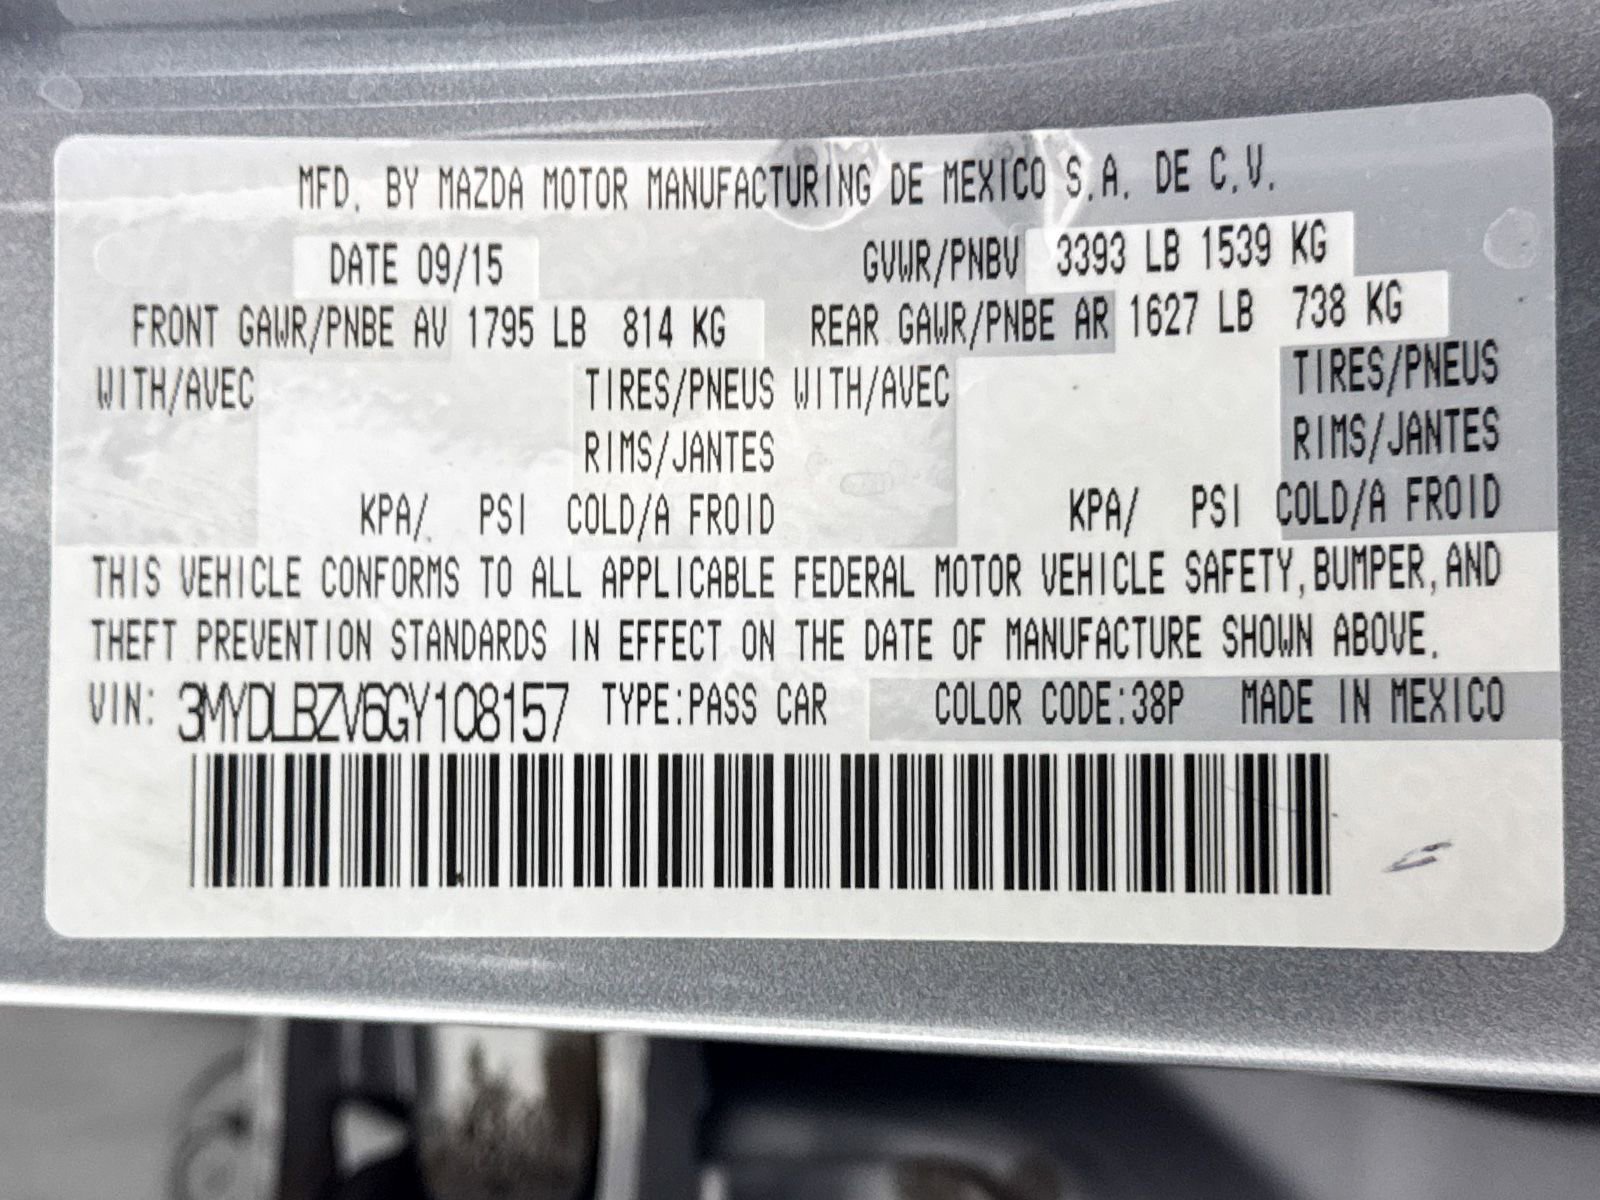 MFD. BY MAZDA MOTOR MANUFACTURING DE MEXICO S.A. DE C.V.
DATE 09/15 GVWR/PNBV 3393 LB 1539 KG
FRONT GAWR/PNBE AV 1795 LB 814 KG REAR GAWR/PNBE AR 1627 LB 738 KG
WITH/AVEC TIRES/PNEUS WITH/AVEC TIRES/PNEUS
RIMS/JANTES RIMS/JANTES
KPA/ PSI COLD/A FROID KPA/ PSI COLD/A FROID
THIS VEHICLE CONFORMS TO ALL APPLICABLE FEDERAL MOTOR VEHICLE SAFETY,BUMPER,AND
THEFT PREVENTION STANDARDS IN EFFECT ON THE DATE OF MANUFACTURE SHOWN ABOVE.
VIN: 3MYDLBZV6GY108157 TYPE:PASS CAR COLOR CODE:38P MADE IN MEXICO